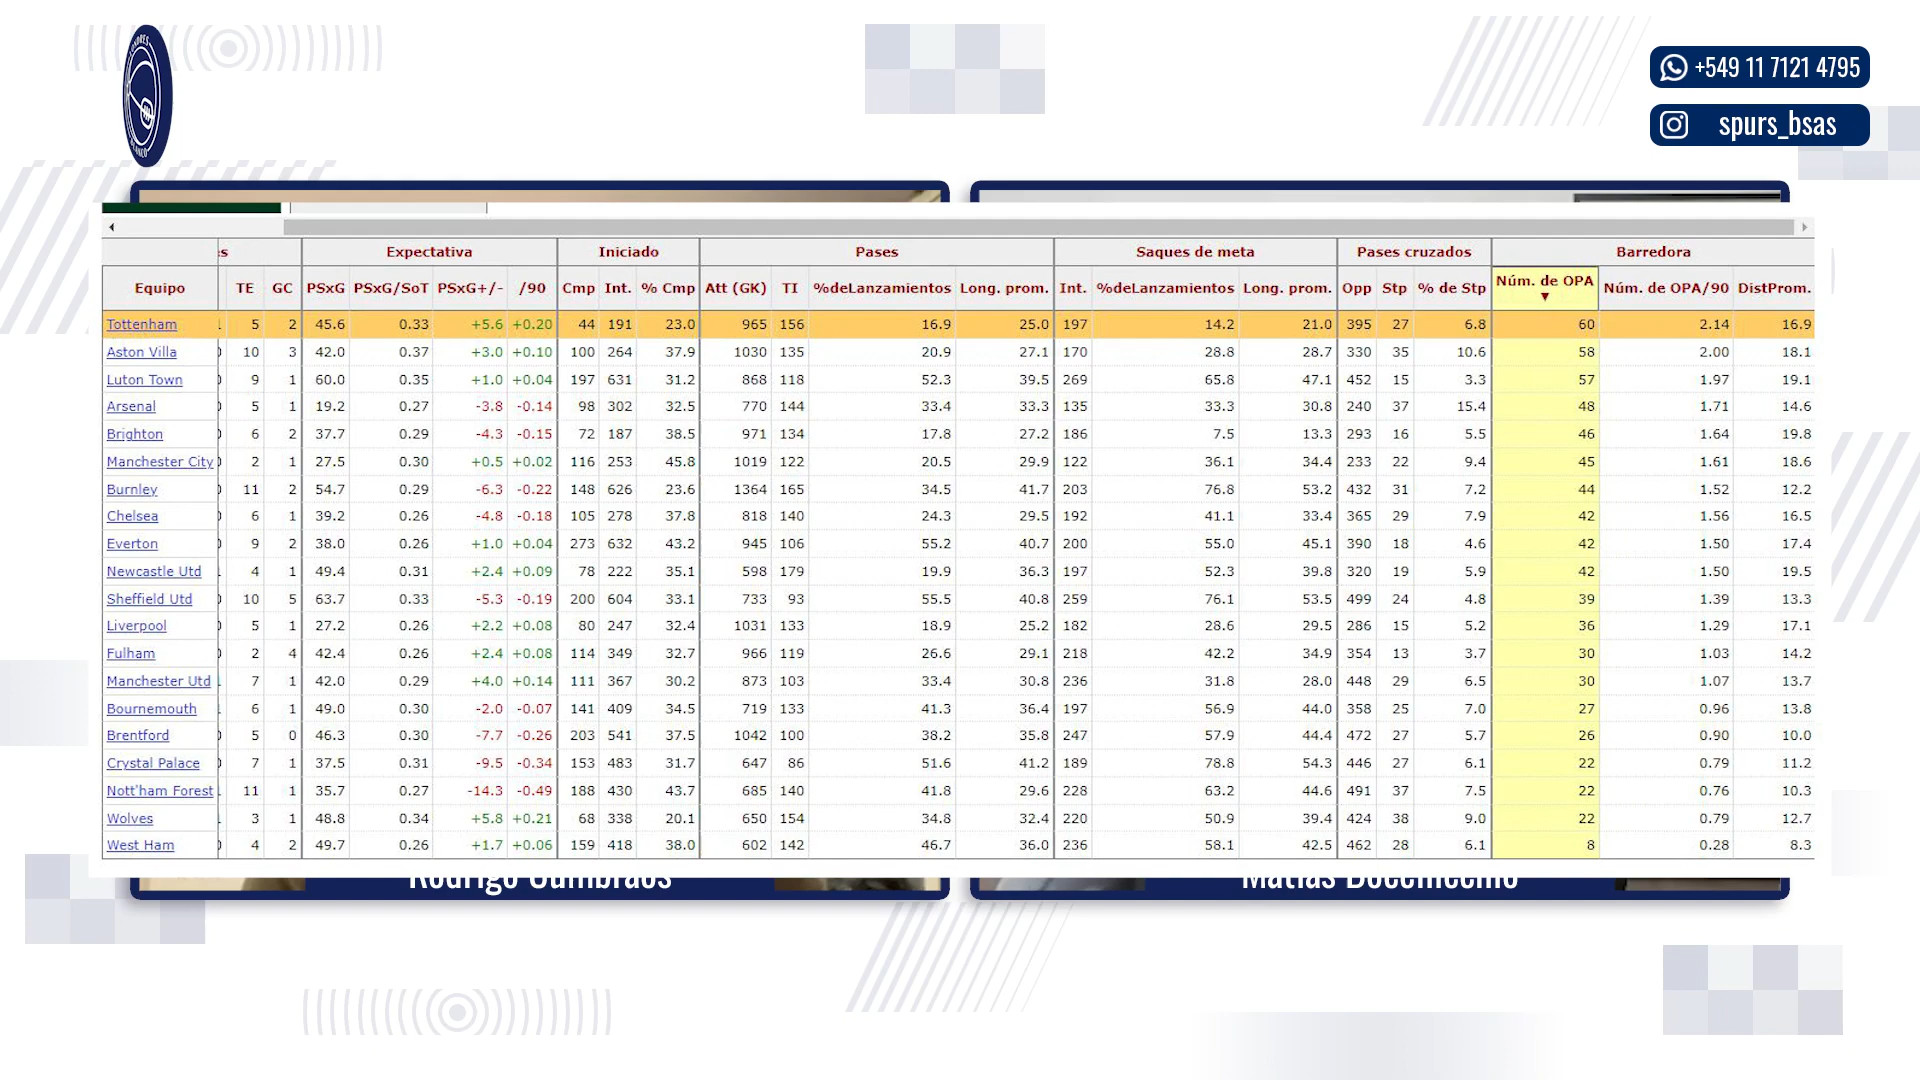 LONDRES
BLANCO
+549 11 7121 4795
spurs_bsas
s Expectativa Iniciado Pases Saques de meta Pases cruzados Barredora
Equipo TE GC PSxG PSxG/SoT PSxG+/- /90 Cmp Int. % Cmp Att (GK) TI %deLanzamientos Long. prom. Int. %deLanzamientos Long. prom. Opp Stp % de Stp Núm. de OPA ▼ Núm. de OPA/90 DistProm.
Tottenham 5 2 45.6 0.33 +5.6 +0.20 44 191 23.0 965 156 16.9 25.0 197 14.2 21.0 395 27 6.8 60 2.14 16.9
Aston Villa 10 3 42.0 0.37 +3.0 +0.10 100 264 37.9 1030 135 20.9 27.1 170 28.8 28.7 330 35 10.6 58 2.00 18.1
Luton Town 9 1 60.0 0.35 +1.0 +0.04 197 631 31.2 868 118 52.3 39.5 269 65.8 47.1 452 15 3.3 57 1.97 19.1
Arsenal 5 1 19.2 0.27 -3.8 -0.14 98 302 32.5 770 144 33.4 33.3 135 33.3 30.8 240 37 15.4 48 1.71 14.6
Brighton 6 2 37.7 0.29 -4.3 -0.15 72 187 38.5 971 134 17.8 27.2 186 7.5 13.3 293 16 5.5 46 1.64 19.8
Manchester City 2 1 27.5 0.30 +0.5 +0.02 116 253 45.8 1019 122 20.5 29.9 122 36.1 34.4 233 22 9.4 45 1.61 18.6
Burnley 11 2 54.7 0.29 -6.3 -0.22 148 626 23.6 1364 165 34.5 41.7 203 76.8 53.2 432 31 7.2 44 1.52 12.2
Chelsea 6 1 39.2 0.26 -4.8 -0.18 105 278 37.8 818 140 24.3 29.5 192 41.1 33.4 365 29 7.9 42 1.56 16.5
Everton 9 2 38.0 0.26 +1.0 +0.04 273 632 43.2 945 106 55.2 40.7 200 55.0 45.1 390 18 4.6 42 1.50 17.4
Newcastle Utd 4 1 49.4 0.31 +2.4 +0.09 78 222 35.1 598 179 19.9 36.3 197 52.3 39.8 320 19 5.9 42 1.50 19.5
Sheffield Utd 10 5 63.7 0.33 -5.3 -0.19 200 604 33.1 733 93 55.5 40.8 259 76.1 53.5 499 24 4.8 39 1.39 13.3
Liverpool 5 1 27.2 0.26 +2.2 +0.08 80 247 32.4 1031 133 18.9 25.2 182 28.6 29.5 286 15 5.2 36 1.29 17.1
Fulham 2 4 42.4 0.26 +2.4 +0.08 114 349 32.7 966 119 26.6 29.1 218 42.2 34.9 354 13 3.7 30 1.03 14.2
Manchester Utd 7 1 42.0 0.29 +4.0 +0.14 111 367 30.2 873 103 33.4 30.8 236 31.8 28.0 448 29 6.5 30 1.07 13.7
Bournemouth 6 1 49.0 0.30 -2.0 -0.07 141 409 34.5 719 133 41.3 36.4 197 56.9 44.0 358 25 7.0 27 0.96 13.8
Brentford 5 0 46.3 0.30 -7.7 -0.26 203 541 37.5 1042 100 38.2 35.8 247 57.9 44.4 472 27 5.7 26 0.90 10.0
Crystal Palace 7 1 37.5 0.31 -9.5 -0.34 153 483 31.7 647 86 51.6 41.2 189 78.8 54.3 446 27 6.1 22 0.79 11.2
Nott'ham Forest 11 1 35.7 0.27 -14.3 -0.49 188 430 43.7 685 140 41.8 29.6 228 63.2 44.6 491 37 7.5 22 0.76 10.3
Wolves 3 1 48.8 0.34 +5.8 +0.21 68 338 20.1 650 154 34.8 32.4 220 50.9 39.4 424 38 9.0 22 0.79 12.7
West Ham 4 2 49.7 0.26 +1.7 +0.06 159 418 38.0 602 142 46.7 36.0 236 58.1 42.5 462 28 6.1 8 0.28 8.3
Rodrigo
Matías